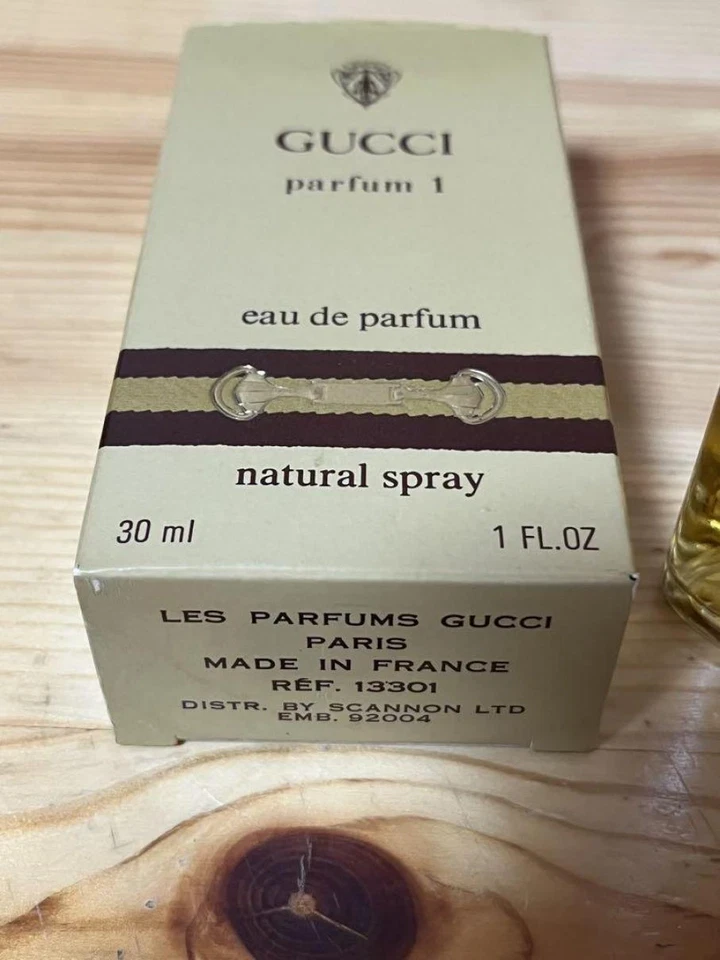 GUCCI
parfum 1
eau de parfum
natural spray
30 ml 1 FL.OZ
LES PARFUMS GUCCI
PARIS
MADE IN FRANCE
RÉF. 13301
DISTR. BY SCANNON LTD
EMB. 92004